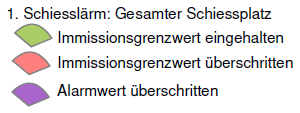 1. Schiesslärm: Gesamter Schiessplatz
Immissionsgrenzwert eingehalten
Immissionsgrenzwert überschritten
Alarmwert überschritten